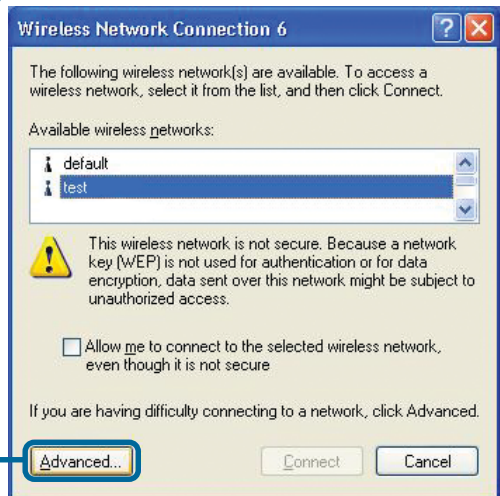 Wireless Network Connection 6
The following wireless network(s) are available. To access a
wireless network, select it from the list, and then click Connect.
Available wireless networks:
default
test
This wireless network is not secure. Because a network
key (WEP) is not used for authentication or for data
encryption, data sent over this network might be subject to
unauthorized access.
Allow me to connect to the selected wireless network,
even though it is not secure
If you are having difficulty connecting to a network, click Advanced.
Advanced... Connect Cancel